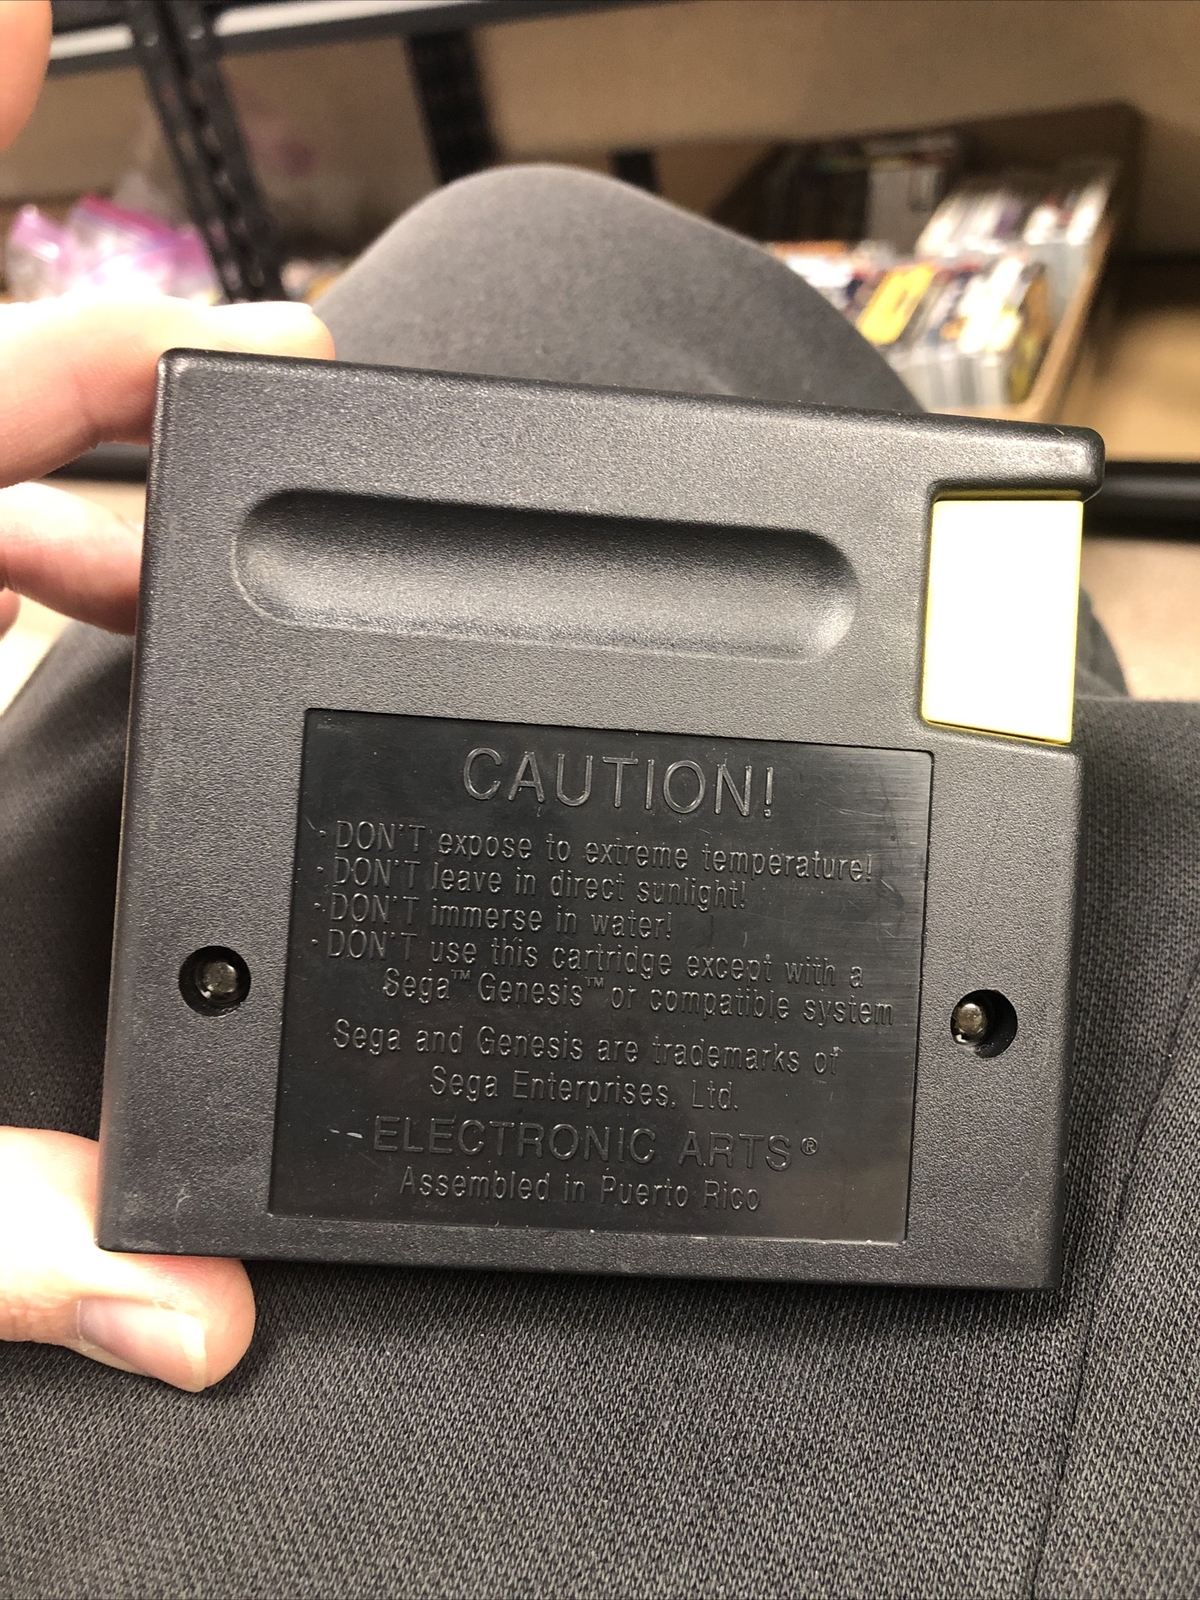 CAUTION!
· DON'T expose to extreme temperature!
· DON'T leave in direct sunlight!
· DON'T immerse in water!
· DON'T use this cartridge except with a
Sega™ Genesis™ or compatible system
Sega and Genesis are trademarks of
Sega Enterprises, Ltd.
ELECTRONIC ARTS®
Assembled in Puerto Rico